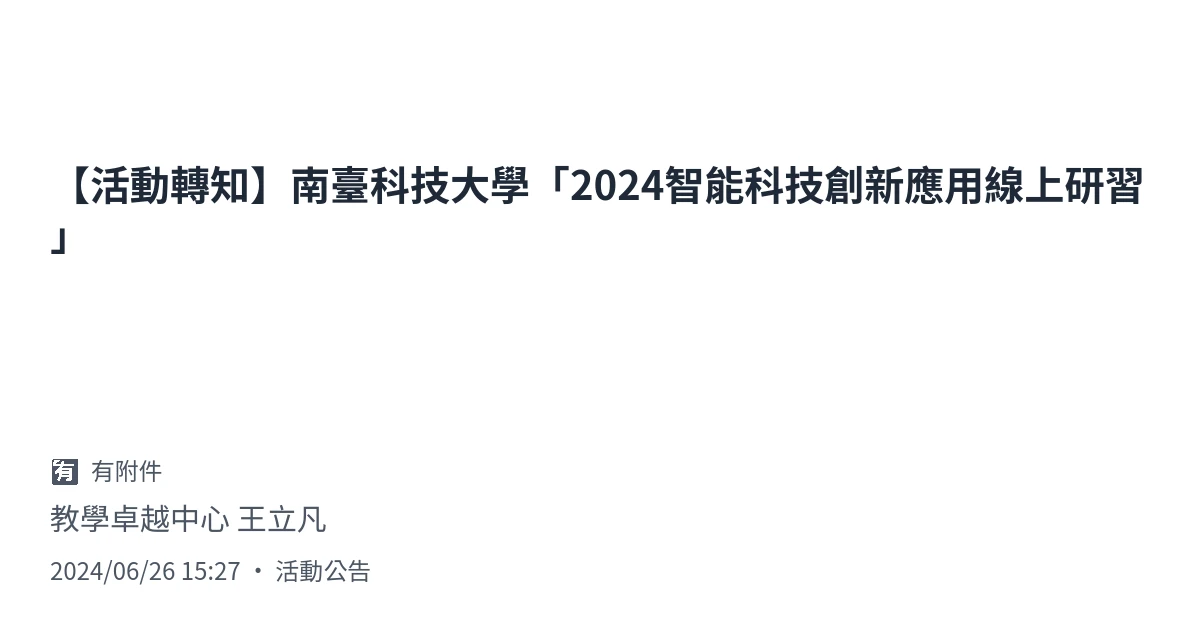 【活動轉知】南臺科技大學「2024智能科技創新應用線上研習
」
有 有附件
教學卓越中心 王立凡
2024/06/26 15:27 • 活動公告